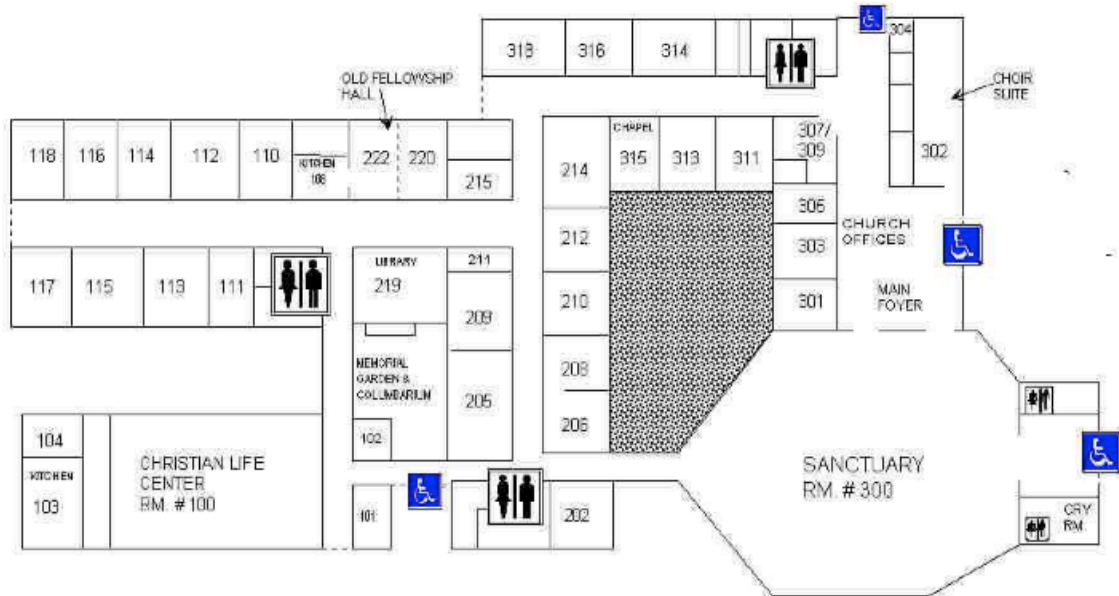 318
316
314
304
OLD FELLOWSHIP
HALL
CHOIR
SUITE
118
116
114
112
110
KITCHEN
108
222
220
215
214
CHAPEL
315
313
311
307/
309
302
305
CHURCH
OFFICES
303
212
117
115
113
111
LIBRARY
219
211
209
210
301
MAIN
FOYER
MEMORIAL
GARDEN &
COLUMBARIUM
205
208
206
102
104
KITCHEN
103
CHRISTIAN LIFE
CENTER
RM. # 100
101
202
SANCTUARY
RM. # 300
CRY
RM